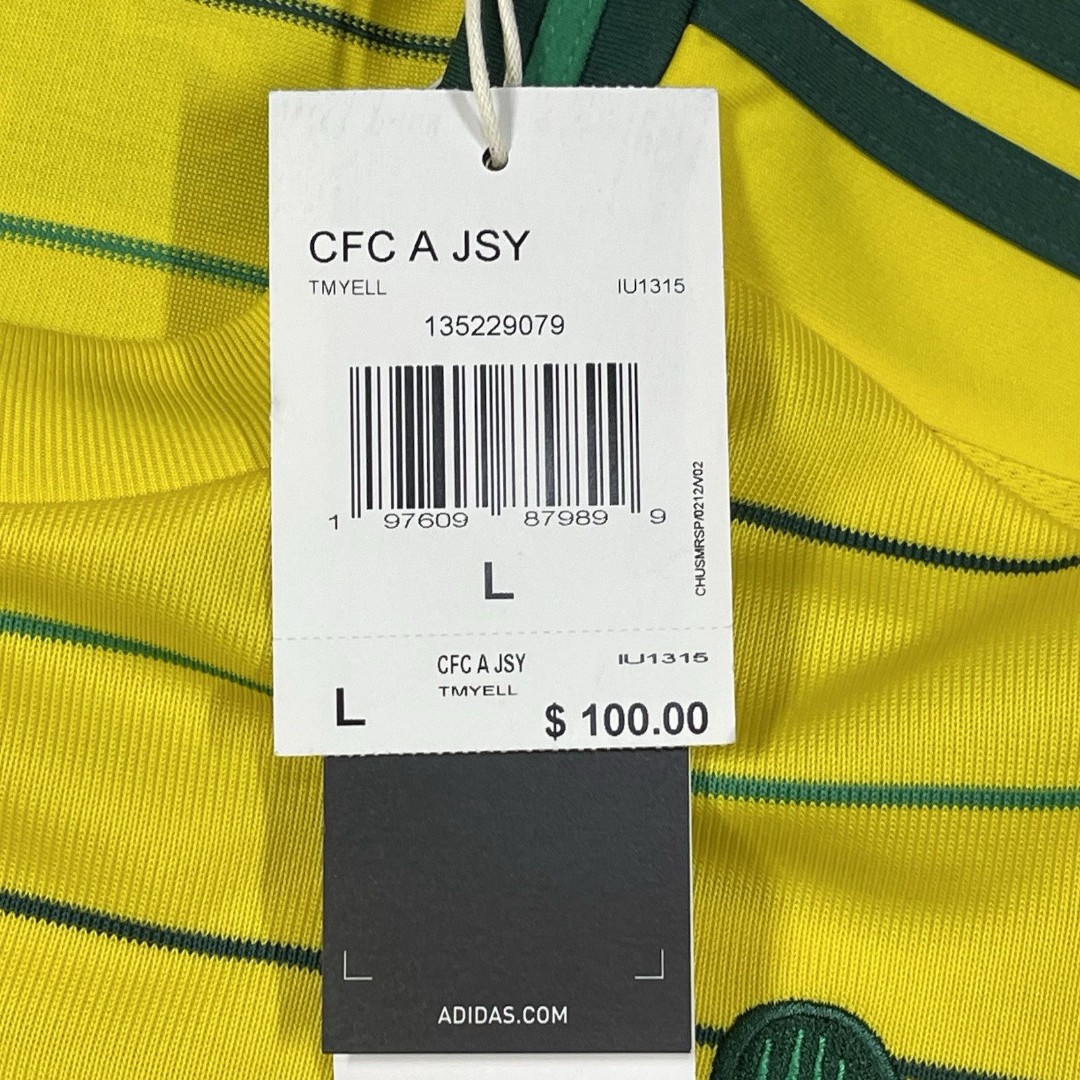 CFC A JSY
TMYELL IU1315
135229079
1 97609 87989 9
CHUSMRSP/0212/V02
L
CFC A JSY IU1315
TMYELL
L $ 100.00
ADIDAS.COM